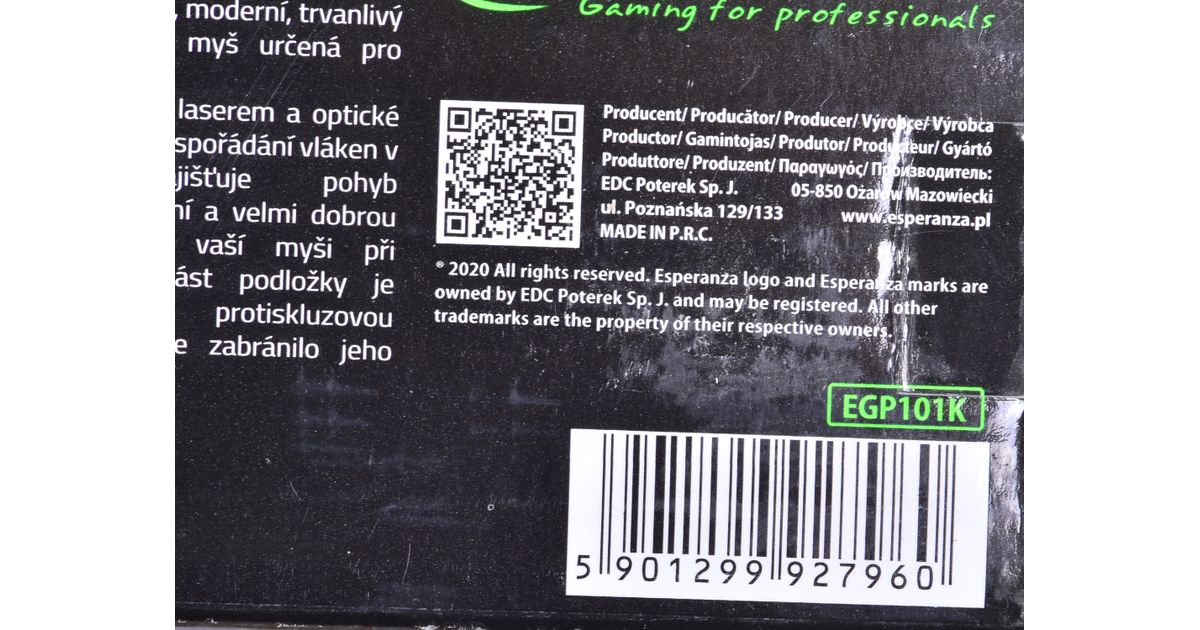 Gaming for professionals
, moderní, trvanlivý
myš určená pro
laserem a optické
spořádání vláken v
jišťuje pohyb
ní a velmi dobrou
vaší myši při
ást podložky je
protiskluzovou
e zabránilo jeho
Producent/ Producător/ Producer/ Výrobce/ Výrobca
Productor/ Gamintojas/ Produtor/ Producteur/ Gyártó
Produttore/ Produzent/ Παραγωγός/ Производитель:
EDC Poterek Sp. J. 05-850 Ożarów Mazowiecki
ul. Poznańska 129/133 www.esperanza.pl
MADE IN P.R.C.
® 2020 All rights reserved. Esperanza logo and Esperanza marks are
owned by EDC Poterek Sp. J. and may be registered. All other
trademarks are the property of their respective owners.
EGP101K
5 901299 927960